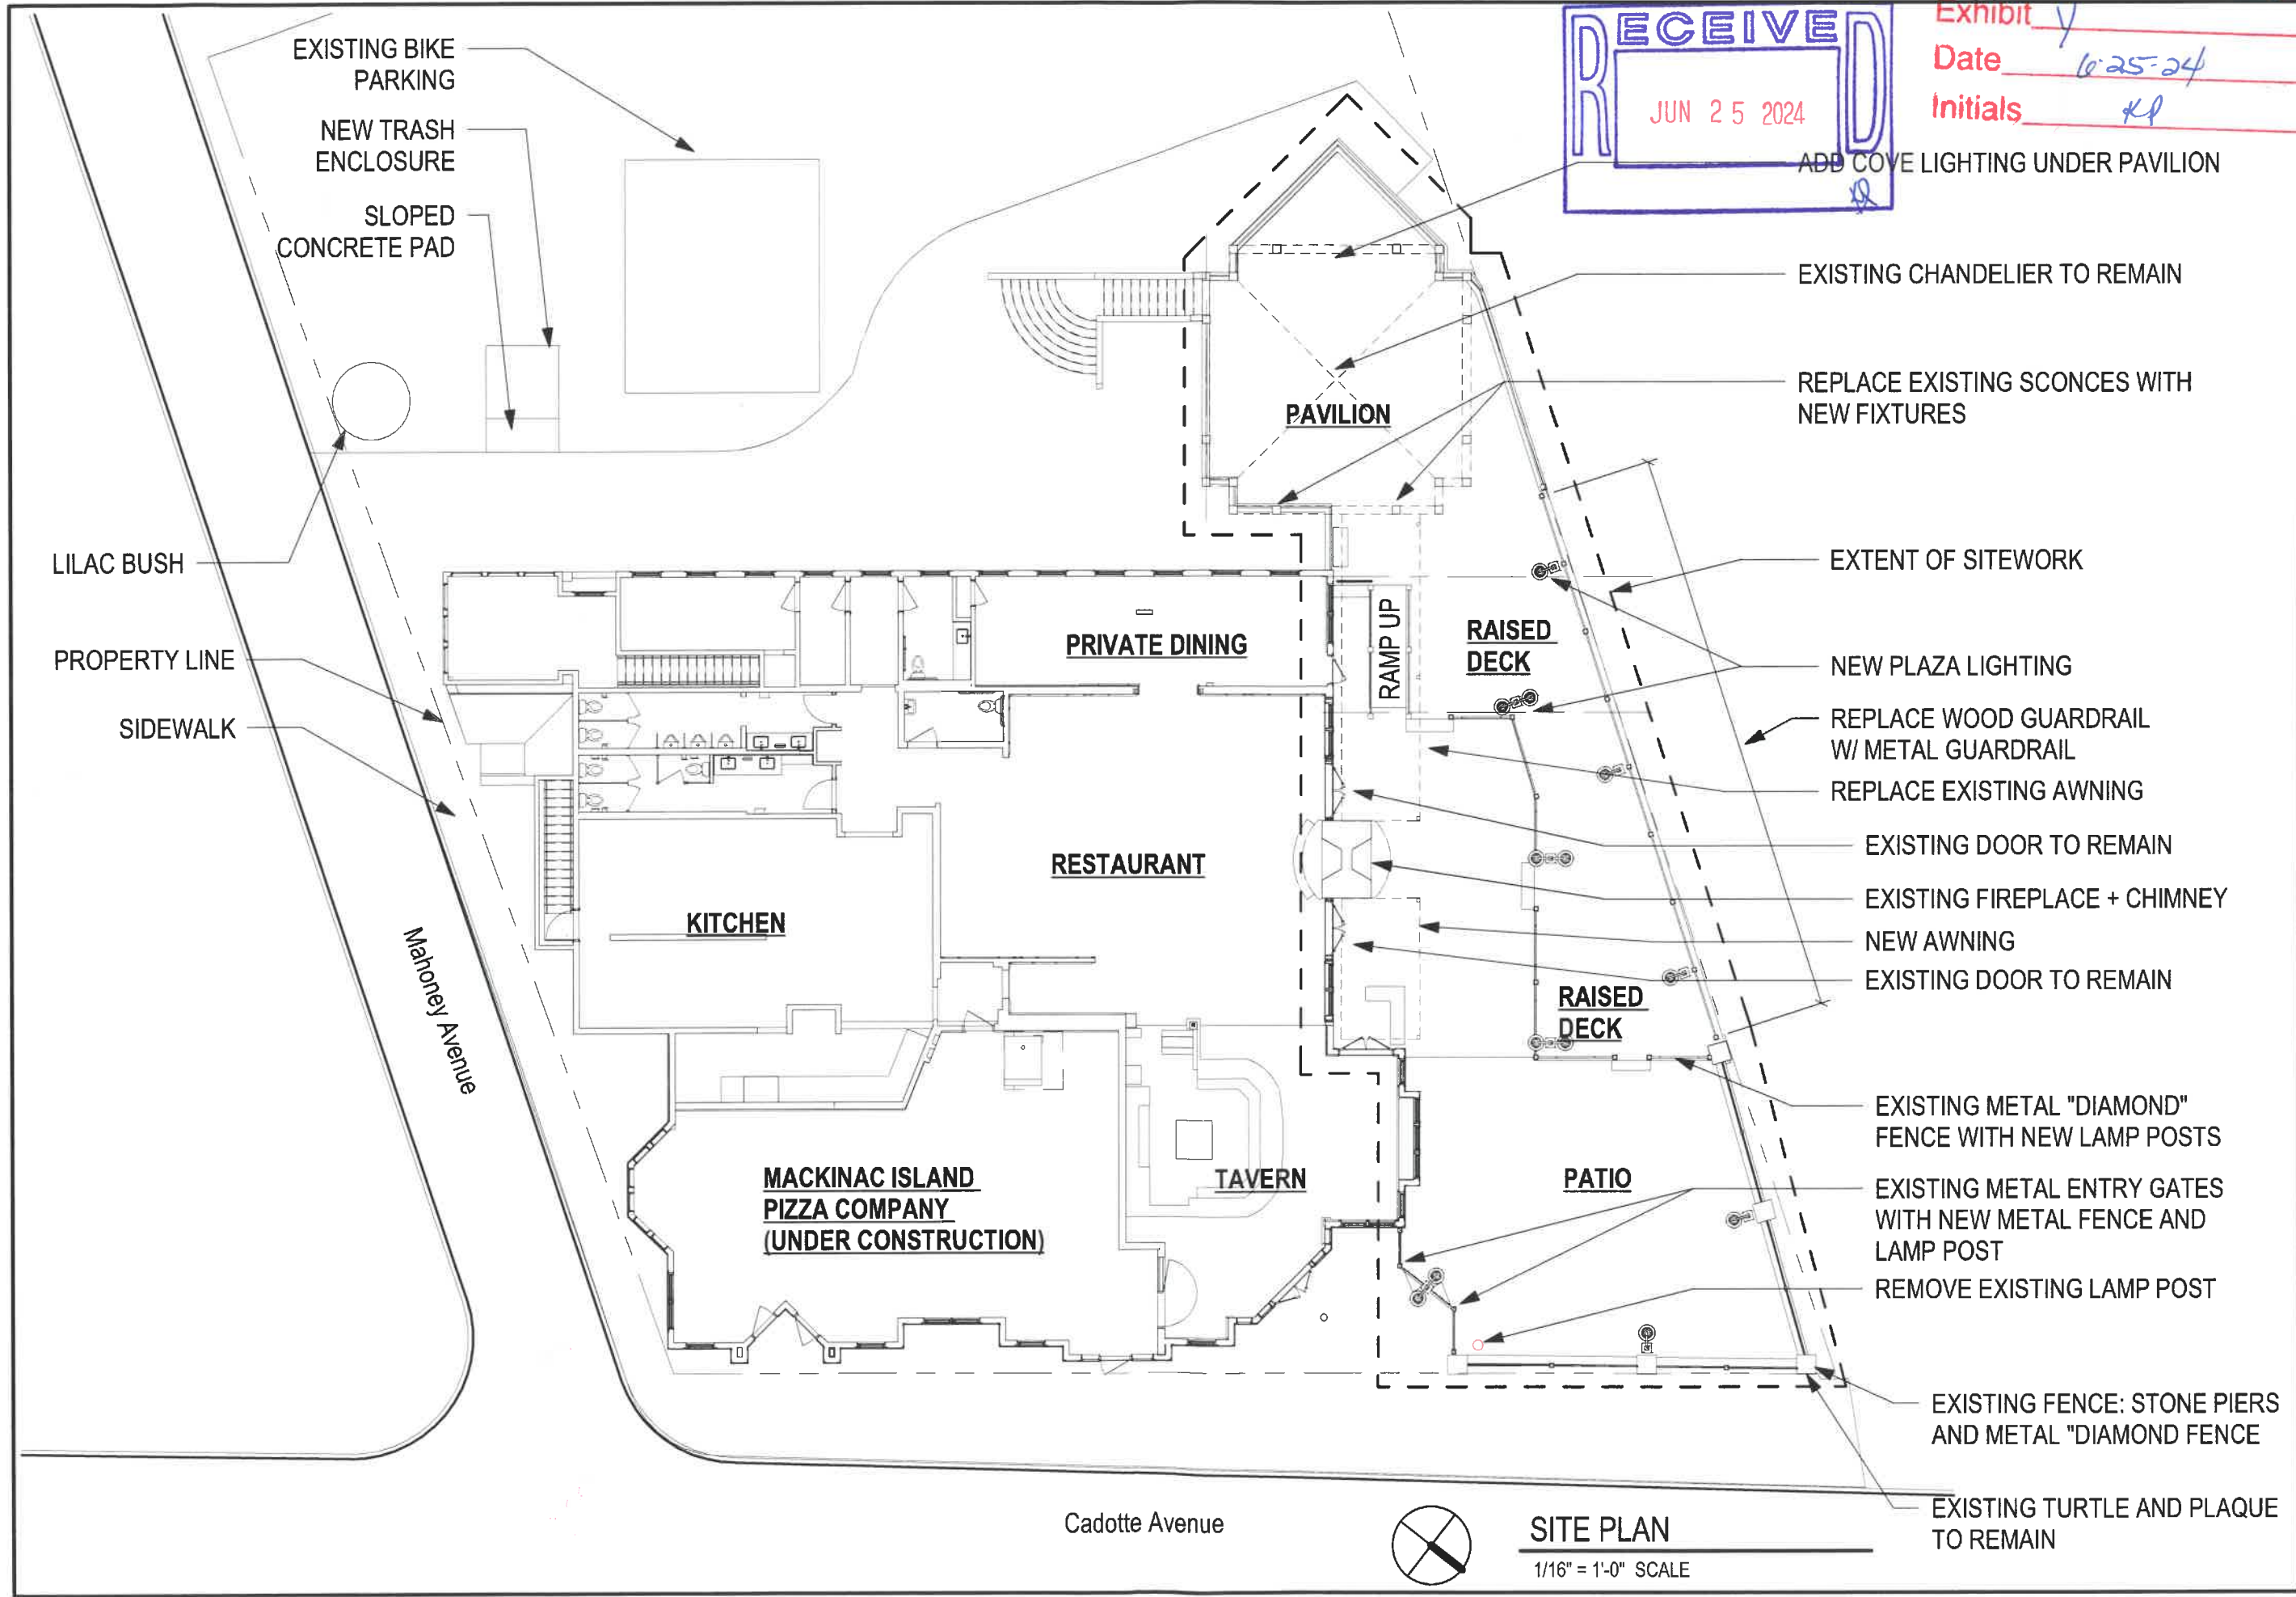 EXISTING BIKE
PARKING
NEW TRASH
ENCLOSURE
SLOPED
CONCRETE PAD
LILAC BUSH
PROPERTY LINE
SIDEWALK
Mahoney Avenue
RECEIVED
JUN 25 2024
KP
Exhibit Y
Date 6-25-24
Initials KP
ADD COVE LIGHTING UNDER PAVILION
EXISTING CHANDELIER TO REMAIN
REPLACE EXISTING SCONCES WITH
NEW FIXTURES
EXTENT OF SITEWORK
NEW PLAZA LIGHTING
REPLACE WOOD GUARDRAIL
W/ METAL GUARDRAIL
REPLACE EXISTING AWNING
EXISTING DOOR TO REMAIN
EXISTING FIREPLACE + CHIMNEY
NEW AWNING
EXISTING DOOR TO REMAIN
EXISTING METAL "DIAMOND"
FENCE WITH NEW LAMP POSTS
EXISTING METAL ENTRY GATES
WITH NEW METAL FENCE AND
LAMP POST
REMOVE EXISTING LAMP POST
EXISTING FENCE: STONE PIERS
AND METAL "DIAMOND FENCE
EXISTING TURTLE AND PLAQUE
TO REMAIN
PAVILION
PRIVATE DINING
RAMP UP
RAISED
DECK
RESTAURANT
KITCHEN
RAISED
DECK
MACKINAC ISLAND
PIZZA COMPANY
(UNDER CONSTRUCTION)
TAVERN
PATIO
Cadotte Avenue
SITE PLAN
1/16" = 1'-0" SCALE